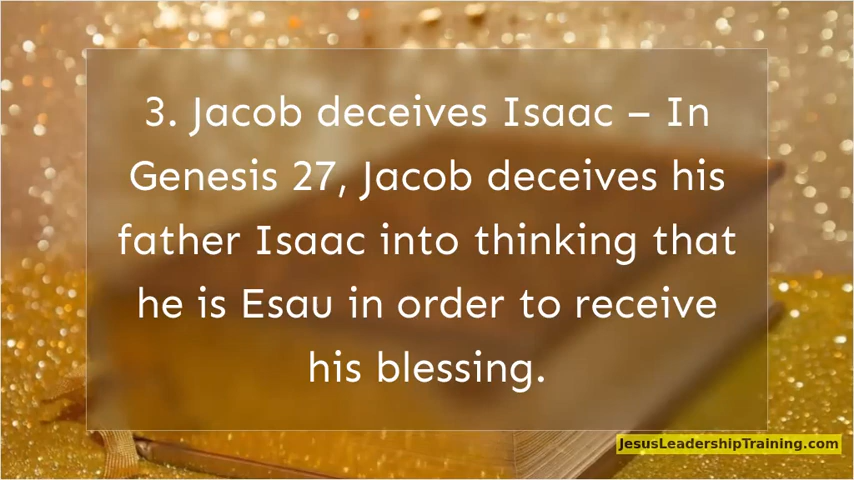 3. Jacob deceives Isaac – In
Genesis 27, Jacob deceives his
father Isaac into thinking that
he is Esau in order to receive
his blessing.
JesusLeadershipTraining.com